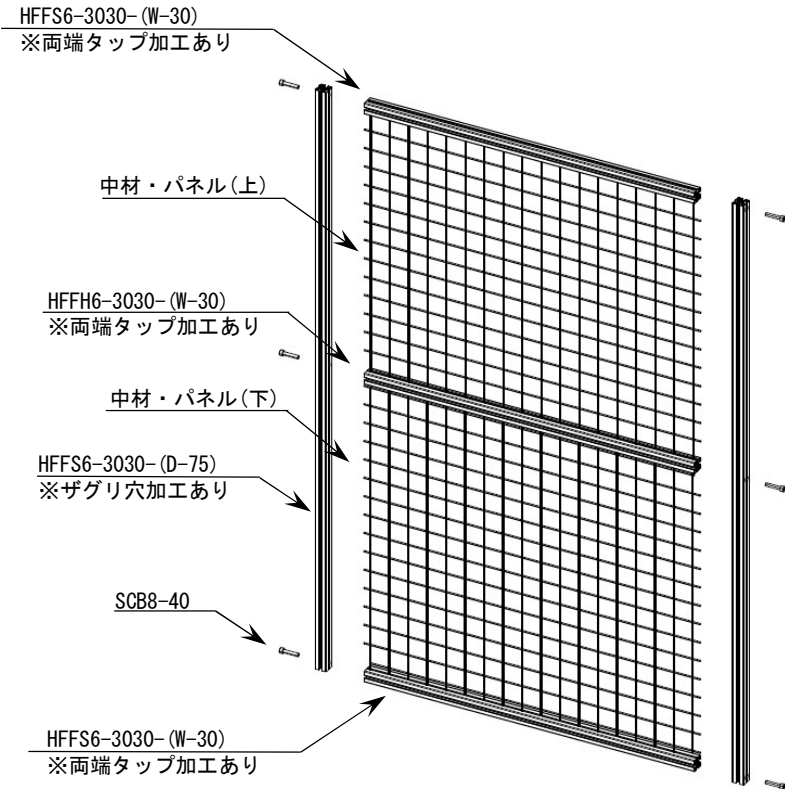 HFFS6-3030-(W-30)
※両端タップ加工あり
中材・パネル(上)
HFFH6-3030-(W-30)
※両端タップ加工あり
中材・パネル(下)
HFFS6-3030-(D-75)
※ザグリ穴加工あり
SCB8-40
HFFS6-3030-(W-30)
※両端タップ加工あり